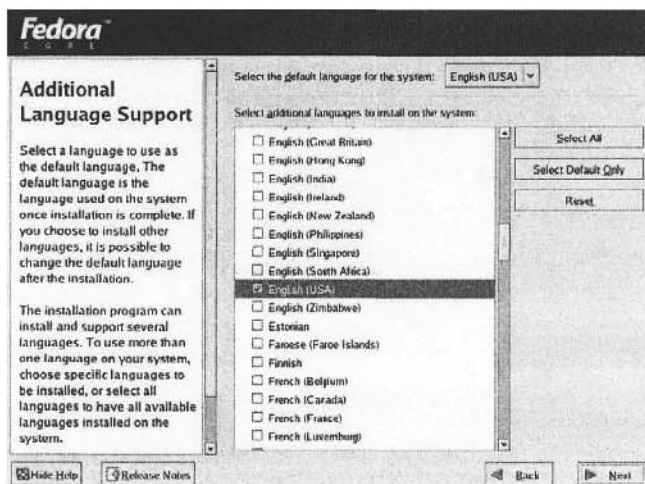 Fedora
CORE
Additional
Language Support
Select a language to use as
the default language. The
default language is the
language used on the system
once installation is complete. If
you choose to install other
languages, it is possible to
change the default language
after the installation.
The installation program can
install and support several
languages. To use more than
one language on your system,
choose specific languages to
be installed, or select all
languages to have all available
languages installed on the
system.
Select the default language for the system: English (USA)
Select additional languages to install on the system:
English (Great Britain)
English (Hong Kong)
English (India)
English (Ireland)
English (New Zealand)
English (Philippines)
English (Singapore)
English (South Africa)
English (USA)
English (Zimbabwe)
Estonian
Faroese (Faroe Islands)
Finnish
French (Belgium)
French (Canada)
French (France)
French (Luxemburg)
Select All
Select Default Only
Reset
Hide Help
Release Notes
Back
Next